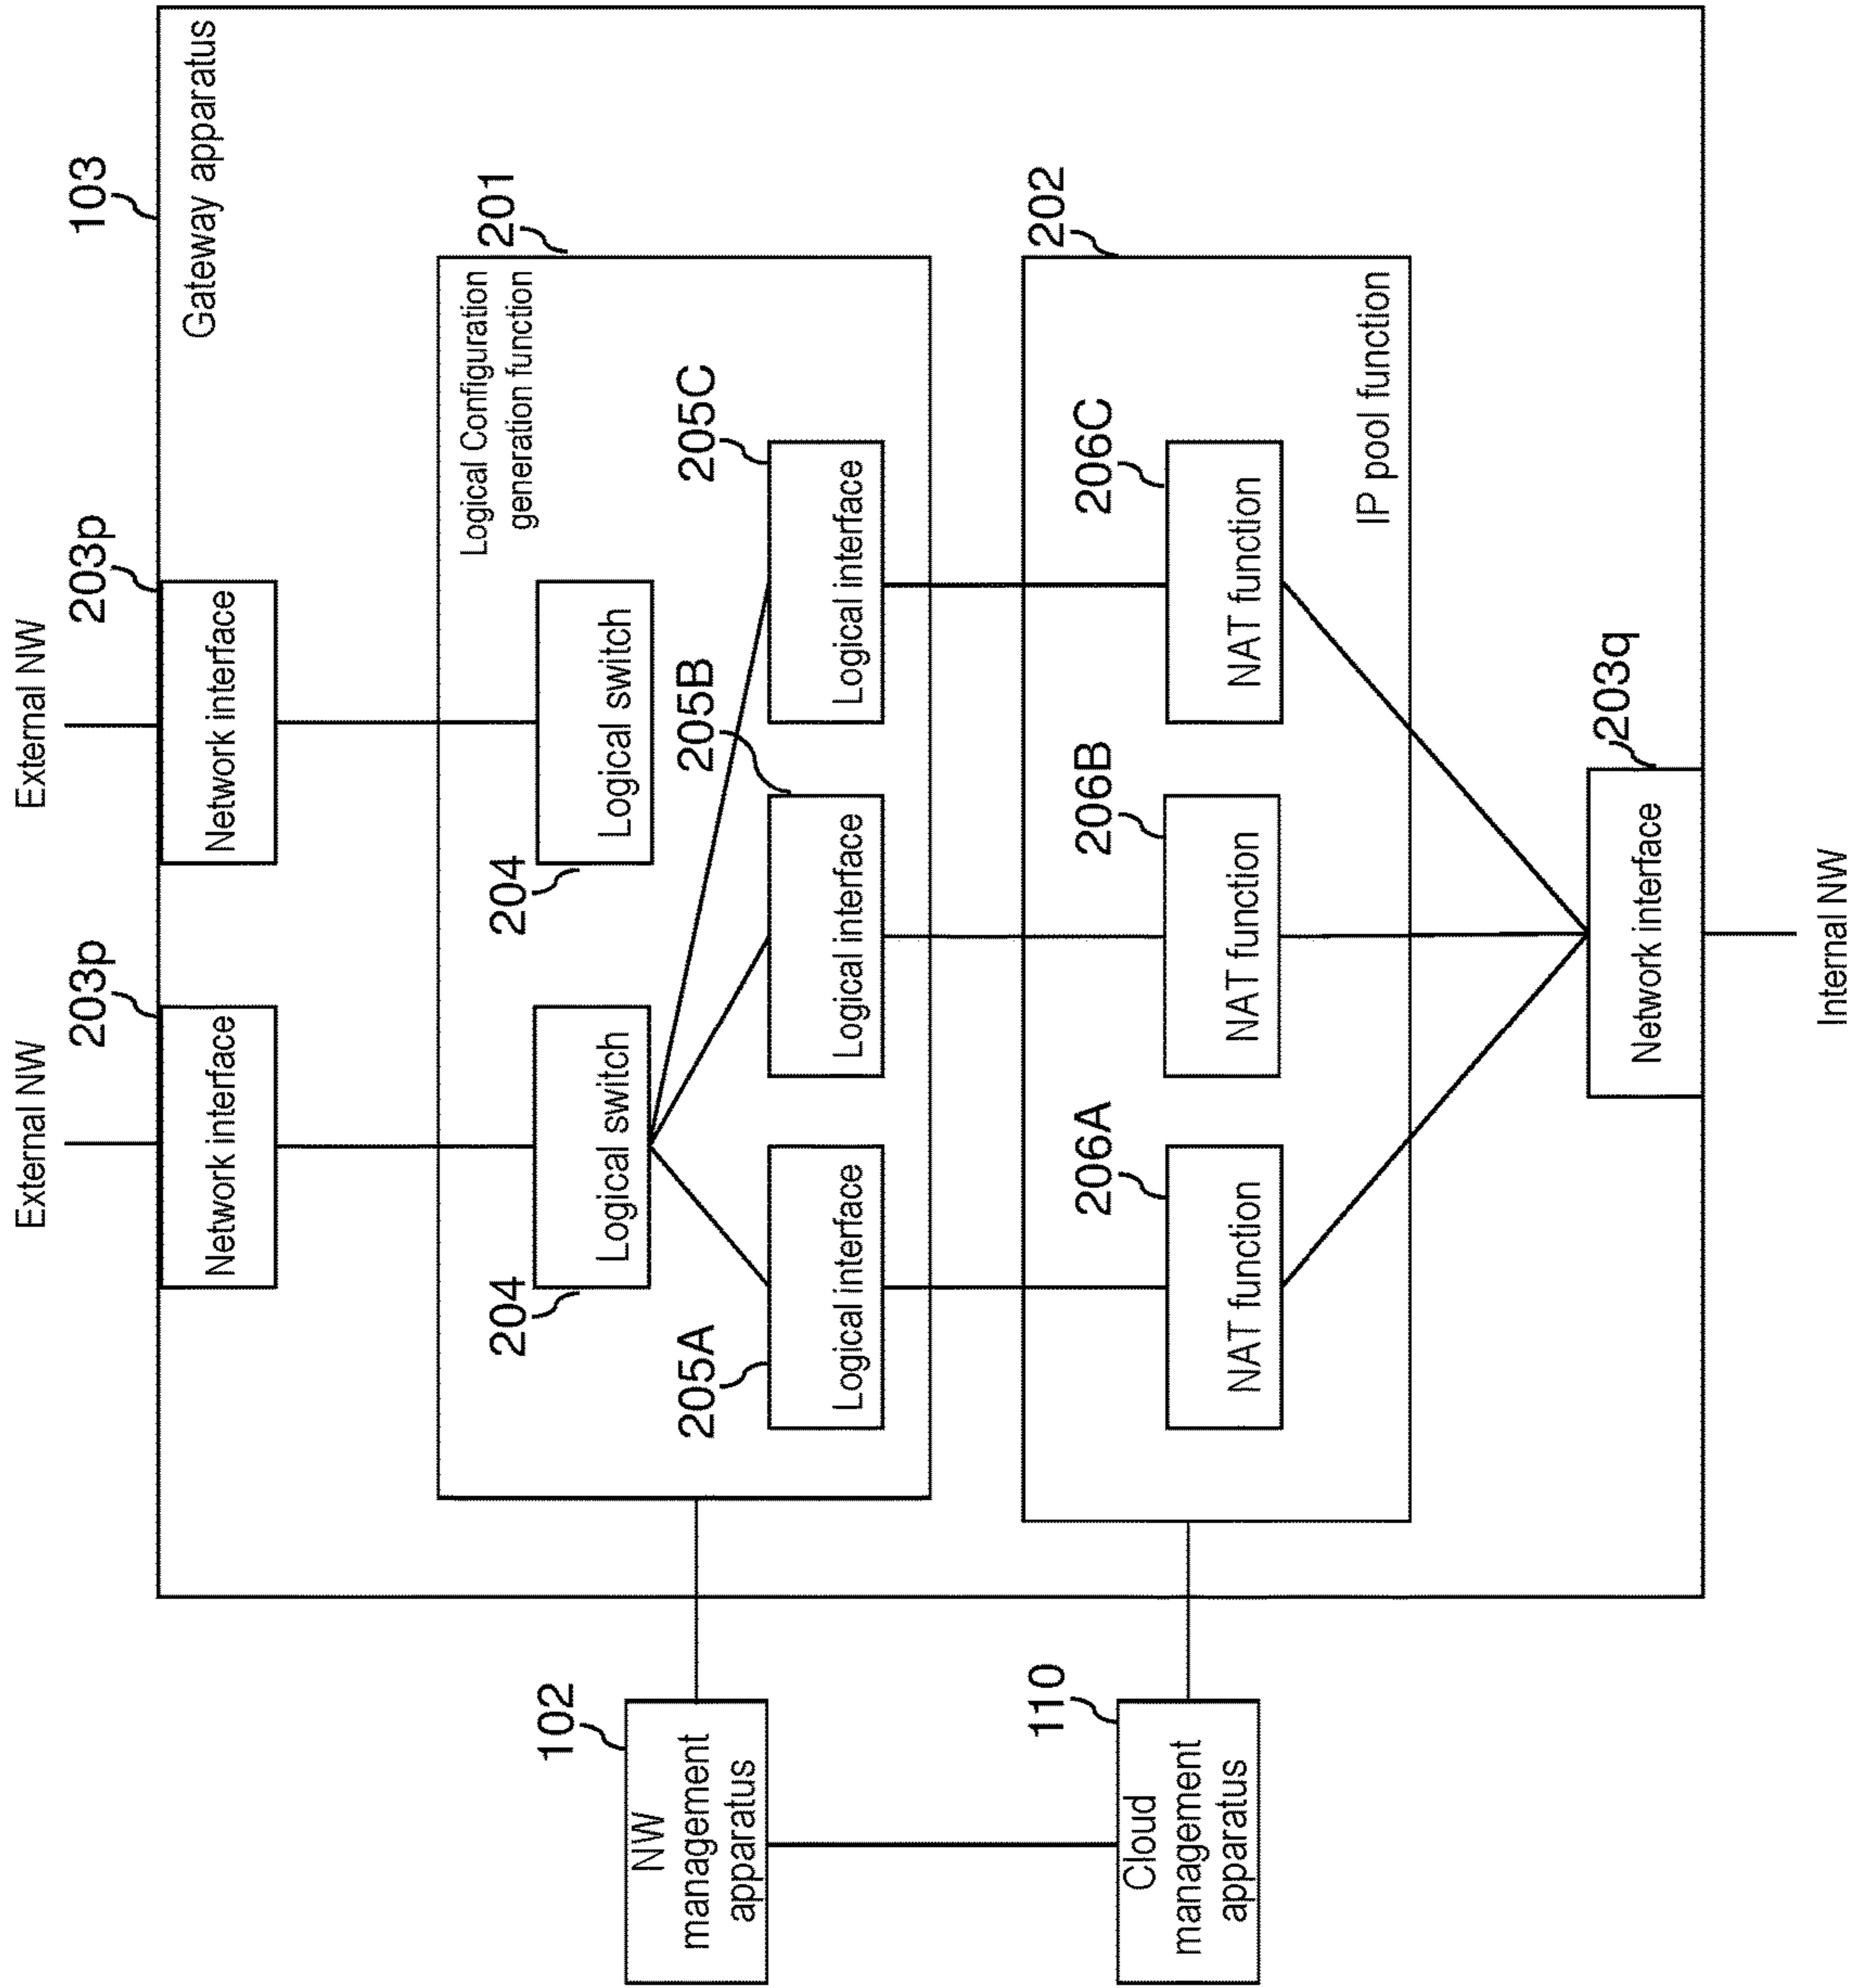 External NW
External NW
203p
203p
103
Network interface
Network interface
Gateway apparatus
204
204
201
Logical switch
Logical switch
Logical Configuration
generation function
102
NW
management
apparatus
205A
205B
205C
Logical interface
Logical interface
Logical interface
202
110
Cloud
management
apparatus
206A
206B
206C
NAT function
NAT function
NAT function
IP pool function
203q
Network interface
Internal NW